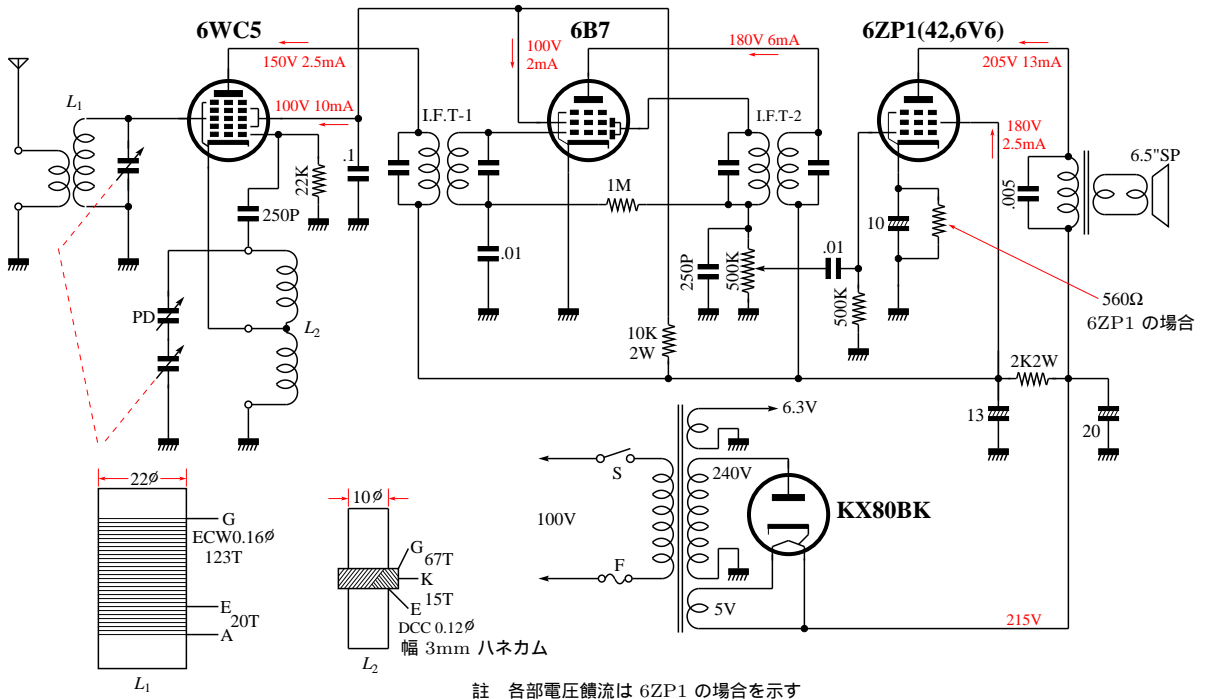 6WC5
6B7
6ZP1(42,6V6)
150V 2.5mA
100V
2mA
180V 6mA
205V 13mA
L1
100V 10mA
I.F.T-1
I.F.T-2
180V
2.5mA
6.5"SP
.1
22K
1M
.005
250P
10
.01
250P
500K
.01
500K
560Ω
6ZP1 の場合
PD
L2
10K
2W
2K2W
13
20
6.3V
S
240V
100V
KX80BK
F
5V
215V
22ø
G
ECW0.16ø
123T
E
20T
A
L1
10ø
G
67T
K
15T
E
DCC 0.12ø
幅 3mm ハネカム
L2
註 各部電圧饋流は 6ZP1 の場合を示す